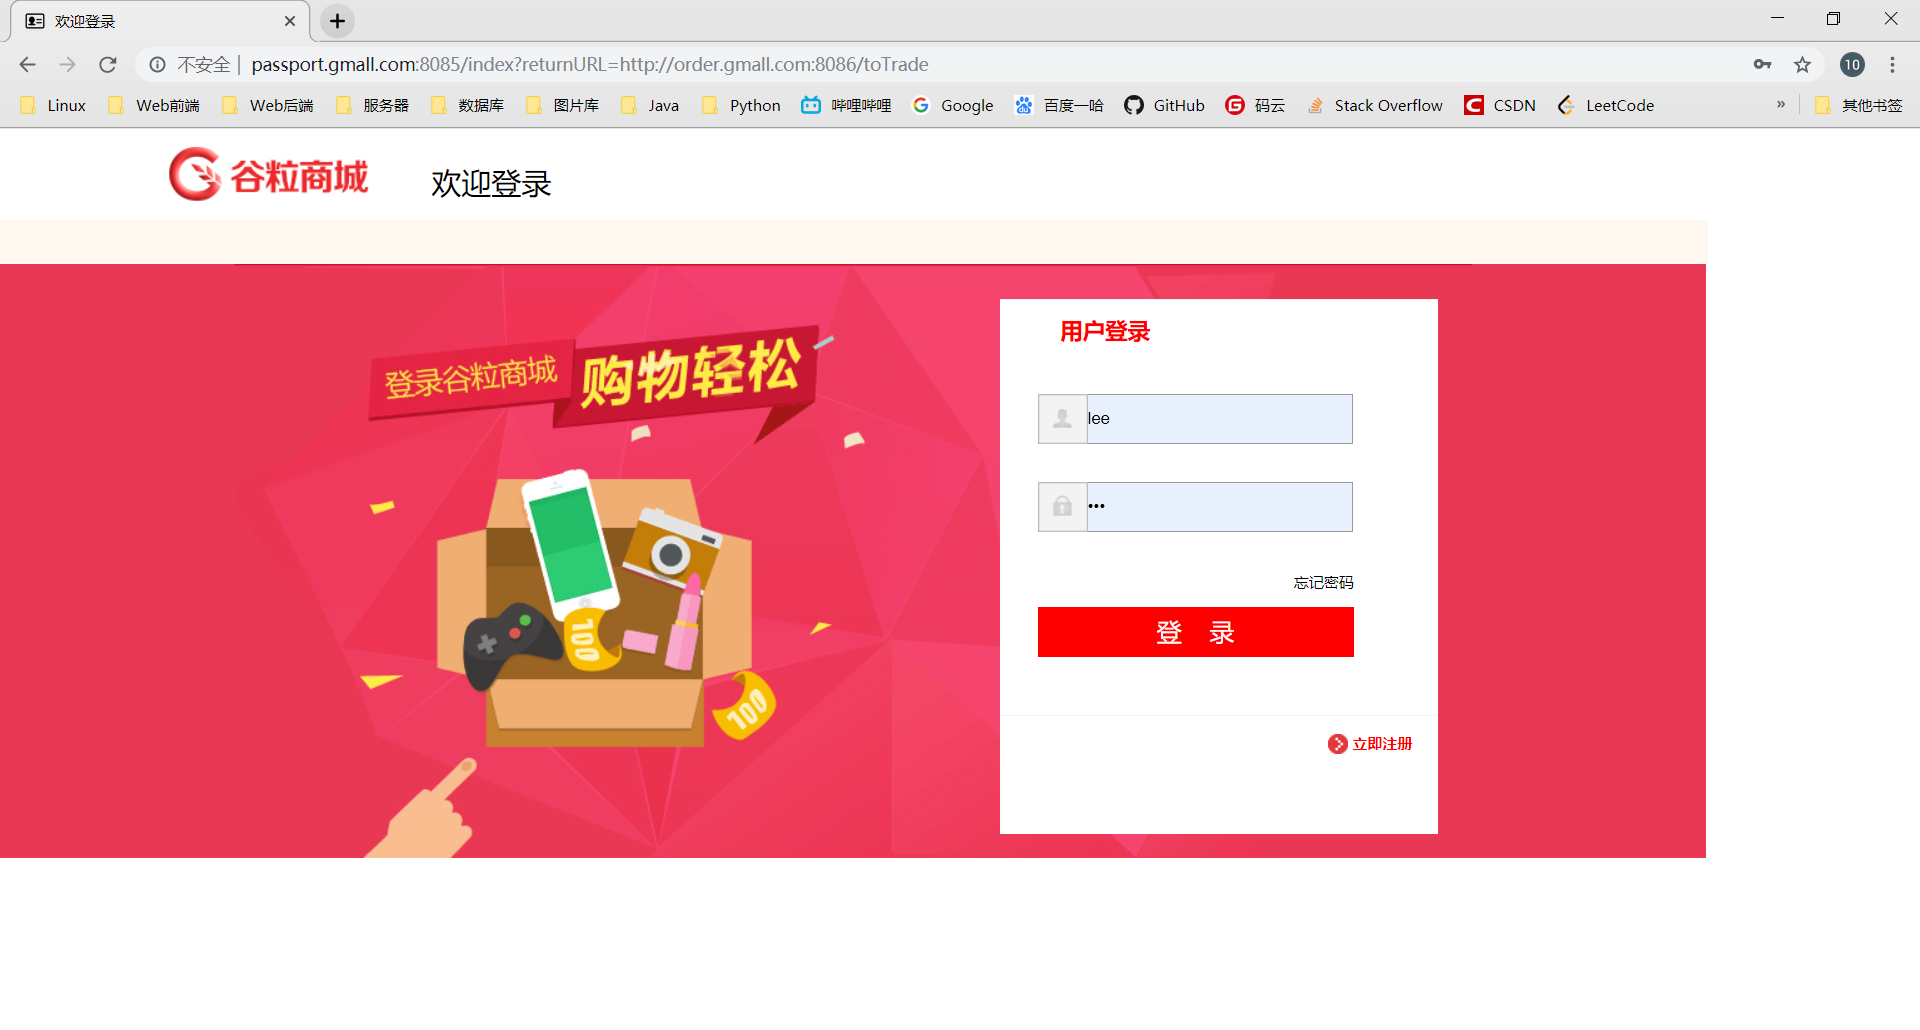 欢迎登录
不安全 | passport.gmall.com:8085/index?returnURL=http://order.gmall.com:8086/toTrade
10
Linux Web前端 Web后端 服务器 数据库 图片库 Java Python 哔哩哔哩 Google 百度一哈 GitHub 码云 Stack Overflow CSDN LeetCode » 其他书签
谷粒商城 欢迎登录
登录谷粒商城 购物轻松
100
100
用户登录
lee
•••
忘记密码
登 录
立即注册